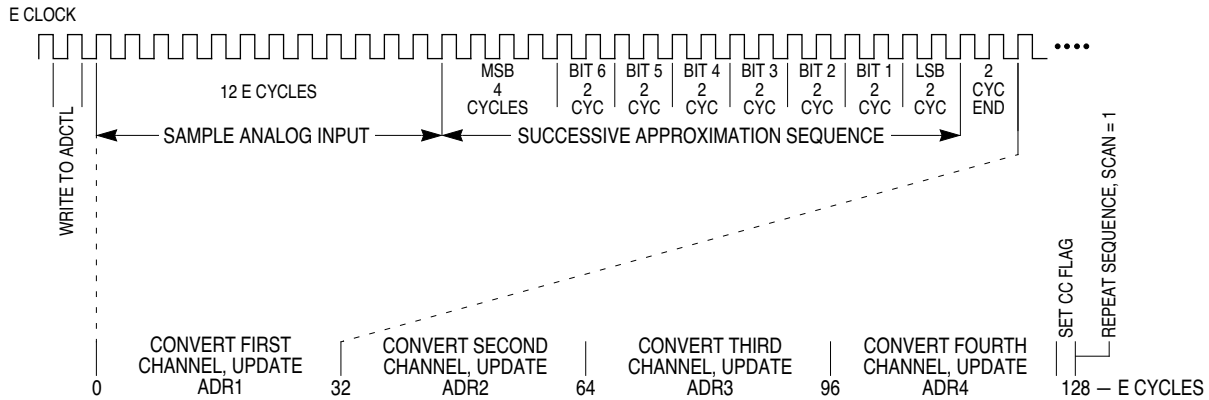 E CLOCK
12 E CYCLES
MSB
4
CYCLES
BIT 6
2
CYC
BIT 5
2
CYC
BIT 4
2
CYC
BIT 3
2
CYC
BIT 2
2
CYC
BIT 1
2
CYC
LSB
2
CYC
2
CYC
END
WRITE TO ADCTL
SAMPLE ANALOG INPUT
SUCCESSIVE APPROXIMATION SEQUENCE
SET CC FLAG
REPEAT SEQUENCE, SCAN = 1
CONVERT FIRST
CHANNEL, UPDATE
ADR1
CONVERT SECOND
CHANNEL, UPDATE
ADR2
CONVERT THIRD
CHANNEL, UPDATE
ADR3
CONVERT FOURTH
CHANNEL, UPDATE
ADR4
0
32
64
96
128 — E CYCLES